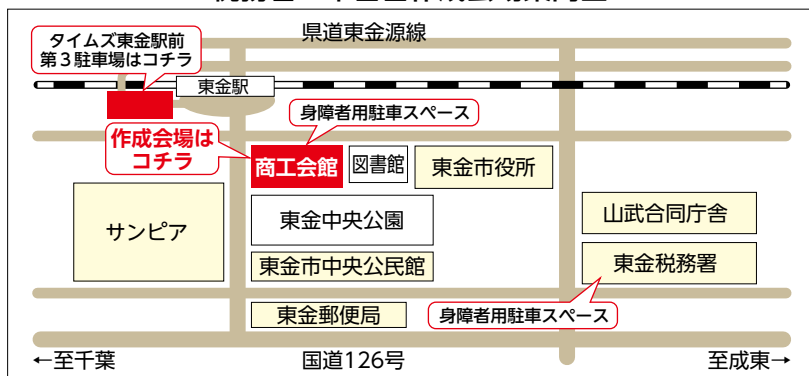 タイムズ東金駅前
第3駐車場はコチラ
県道東金源線
東金駅
身障者用駐車スペース
作成会場は
コチラ
商工会館
図書館
東金市役所
サンピア
東金中央公園
山武合同庁舎
東金市中央公民館
東金税務署
東金郵便局
身障者用駐車スペース
←至千葉
国道126号
至成東→